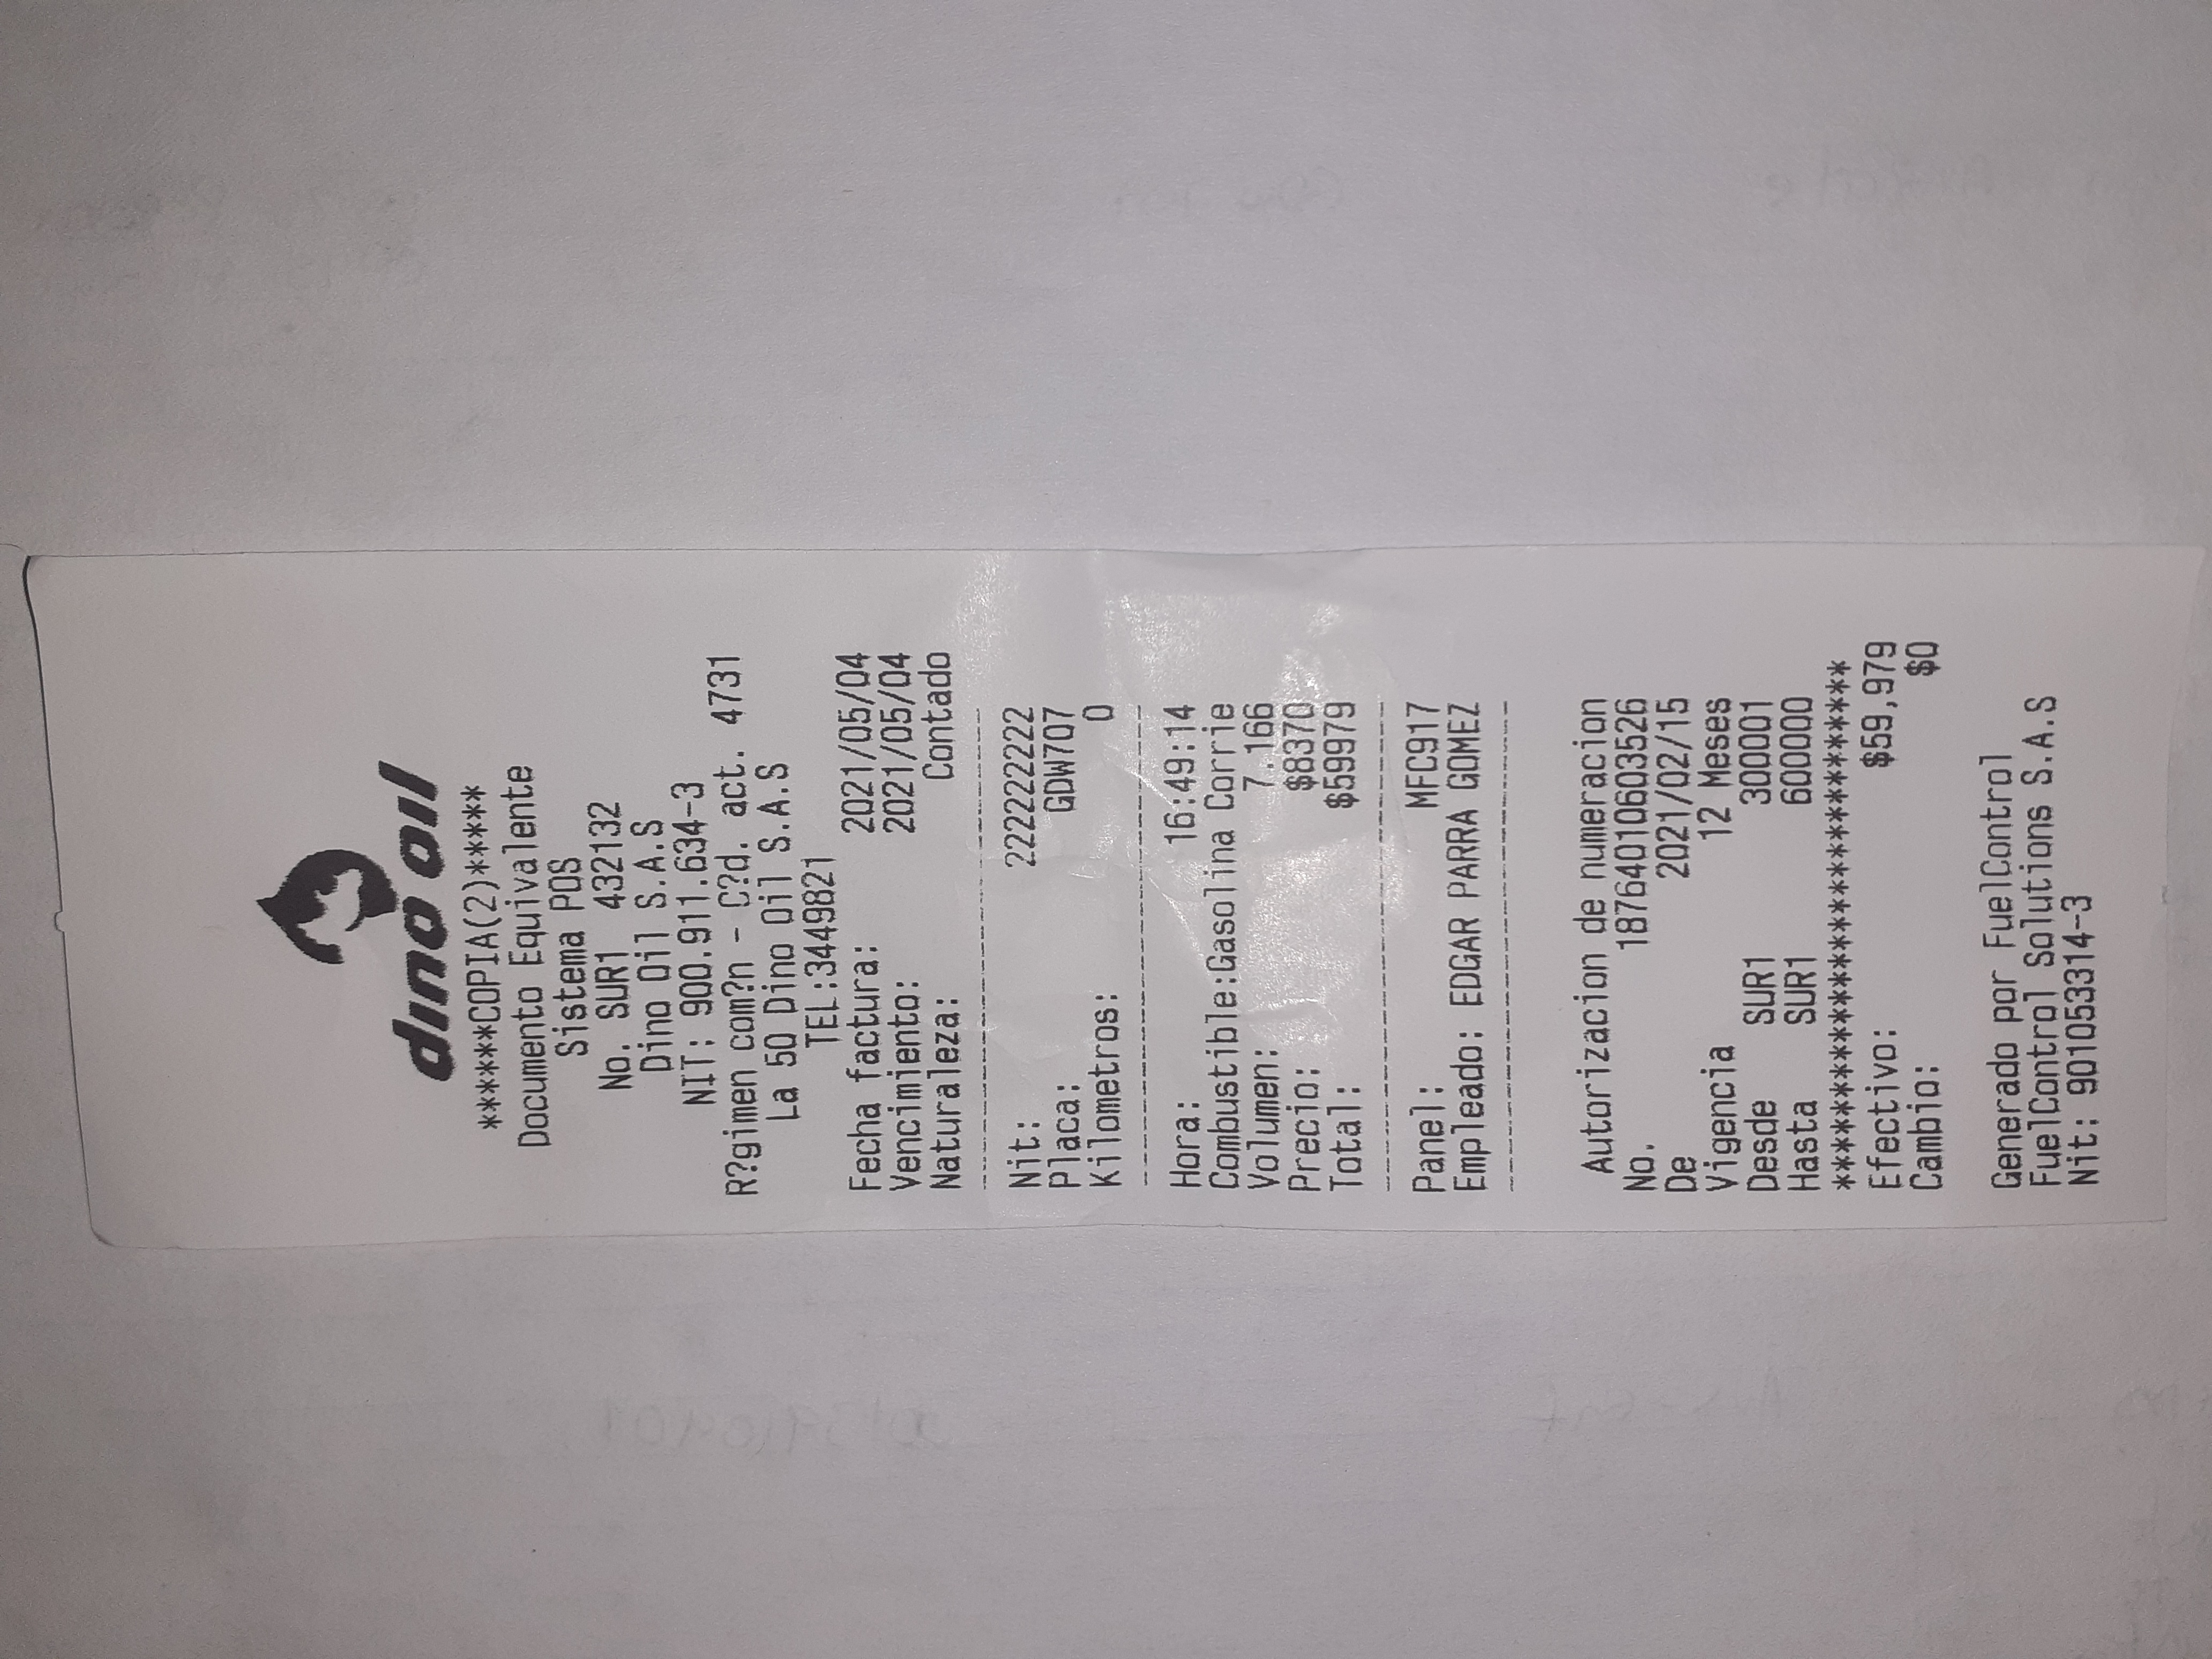 dino oil
******COPIA(2)*****
Documento Equivalente
Sistema POS
No. SUR1 432132
Dino Oil S.A.S
NIT: 900.911.634-3
R?gimen com?n - C?d. act. 4731
La 50 Dino Oil S.A.S
TEL:3449821
Fecha factura: 2021/05/04
Vencimiento: 2021/05/04
Naturaleza: Contado
Nit: 222222222222
Placa: GDW707
Kilometros: 0
Hora: 16:49:14
Combustible:Gasolina Corrie
Volumen: 7.166
Precio: $8370
Total: $59979
Panel: MFC917
Empleado: EDGAR PARRA GOMEZ
Autorizacion de numeracion
No. 18764010603526
De 2021/02/15
Vigencia 12 Meses
Desde SUR1 300001
Hasta SUR1 600000
********************************
Efectivo: $59,979
Cambio: $0
Generado por FuelControl
FuelControl Solutions S.A.S
Nit: 901053314-3